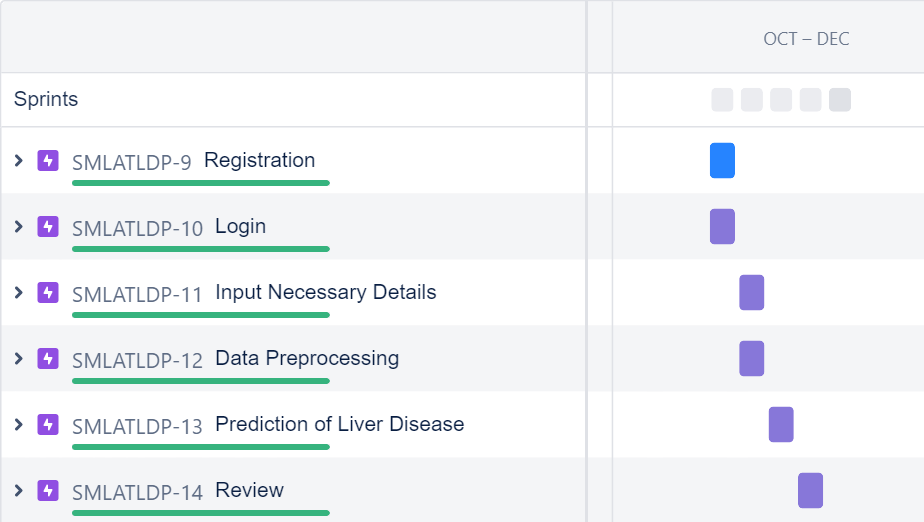 OCT – DEC
Sprints
SMLATLDP-9 Registration
SMLATLDP-10 Login
SMLATLDP-11 Input Necessary Details
SMLATLDP-12 Data Preprocessing
SMLATLDP-13 Prediction of Liver Disease
SMLATLDP-14 Review